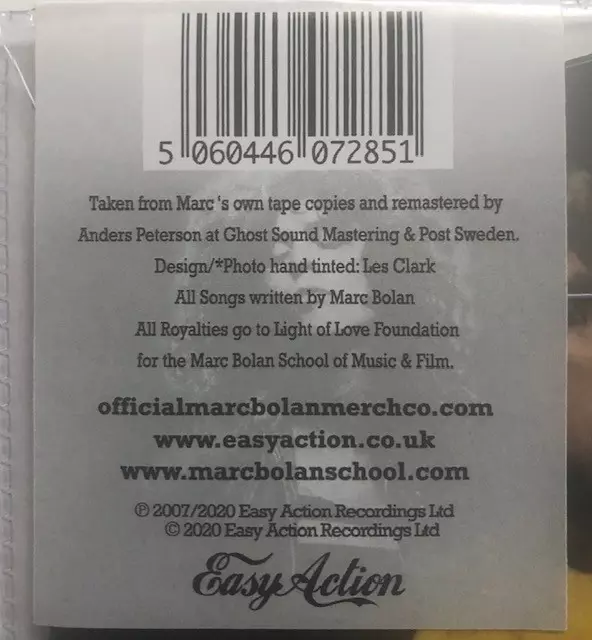 5 060446 072851
Taken from Marc 's own tape copies and remastered by
Anders Peterson at Ghost Sound Mastering & Post Sweden.
Design/*Photo hand tinted: Les Clark
All Songs written by Marc Bolan
All Royalties go to Light of Love Foundation
for the Marc Bolan School of Music & Film.
officialmarcbolanmerchco.com
www.easyaction.co.uk
www.marcbolanschool.com
℗ 2007/2020 Easy Action Recordings Ltd
© 2020 Easy Action Recordings Ltd
Easy Action